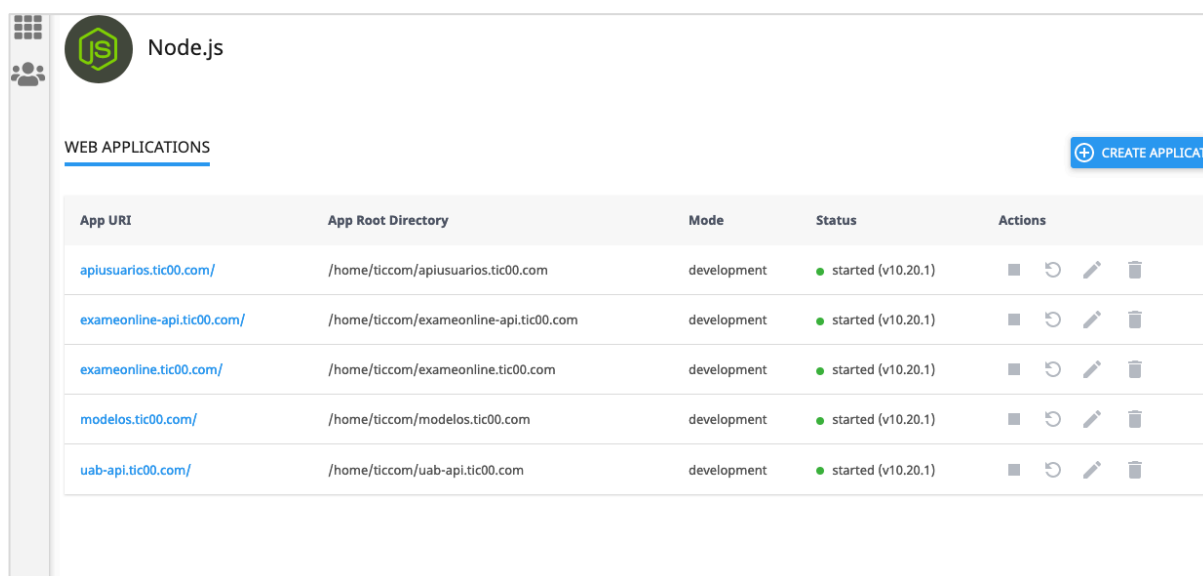 JS
Node.js
WEB APPLICATIONS
CREATE APPLICAT
App URI App Root Directory Mode Status Actions
apiusuarios.tic00.com/ /home/ticcom/apiusuarios.tic00.com development started (v10.20.1)
exameonline-api.tic00.com/ /home/ticcom/exameonline-api.tic00.com development started (v10.20.1)
exameonline.tic00.com/ /home/ticcom/exameonline.tic00.com development started (v10.20.1)
modelos.tic00.com/ /home/ticcom/modelos.tic00.com development started (v10.20.1)
uab-api.tic00.com/ /home/ticcom/uab-api.tic00.com development started (v10.20.1)